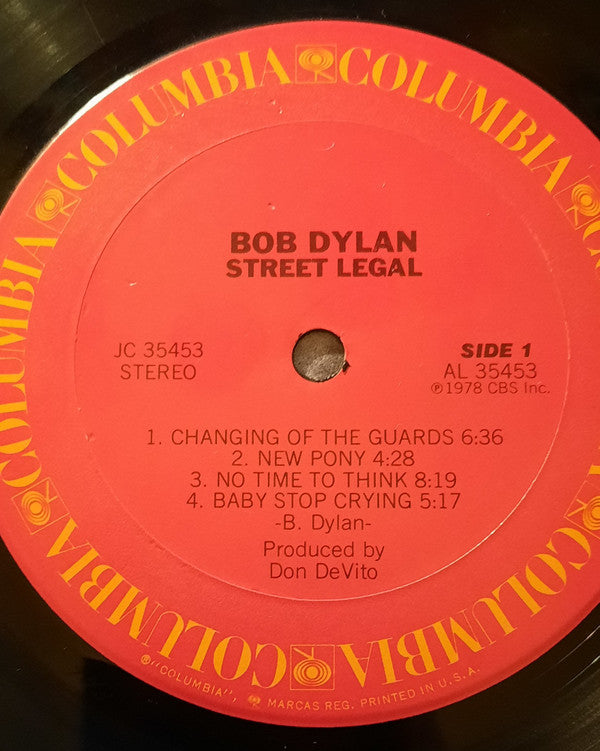 COLUMBIA COLUMBIA
COLUMBIA
COLUMBIA
COLUMBIA
COLUMBIA
COLUMBIA
BOB DYLAN
STREET LEGAL
JC 35453
STEREO
SIDE 1
AL 35453
℗ 1978 CBS Inc.
1. CHANGING OF THE GUARDS 6:36
2. NEW PONY 4:28
3. NO TIME TO THINK 8:19
4. BABY STOP CRYING 5:17
-B. Dylan-
Produced by
Don DeVito
®"COLUMBIA", MARCAS REG. PRINTED IN U.S.A.